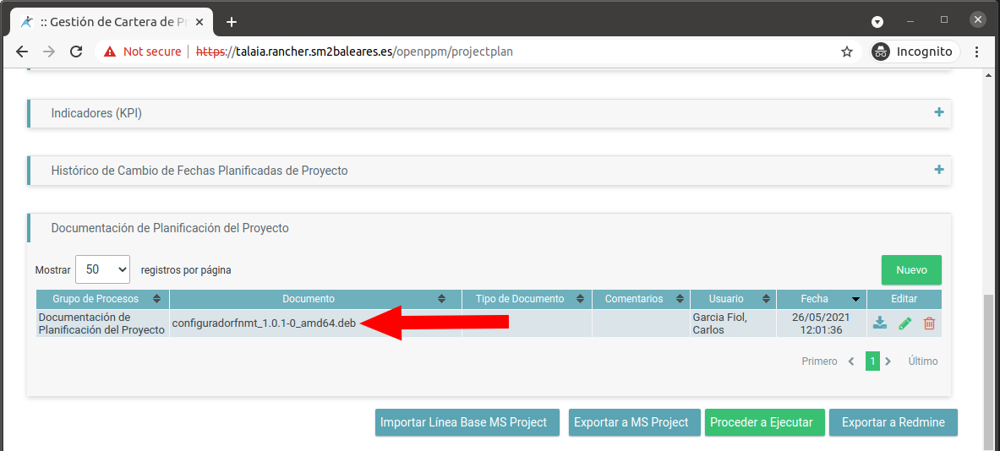 :: Gestión de Cartera de Pr
Not secure https://talaia.rancher.sm2baleares.es/openppm/projectplan Incognito
Indicadores (KPI)
Histórico de Cambio de Fechas Planificadas de Proyecto
Documentación de Planificación del Proyecto
Mostrar 50 registros por página Nuevo
Grupo de Procesos Documento Tipo de Documento Comentarios Usuario Fecha Editar
Documentación de Planificación del Proyecto configuradorfnmt_1.0.1-0_amd64.deb Garcia Fiol, Carlos 26/05/2021 12:01:36
Primero 1 Último
Importar Línea Base MS Project Exportar a MS Project Proceder a Ejecutar Exportar a Redmine